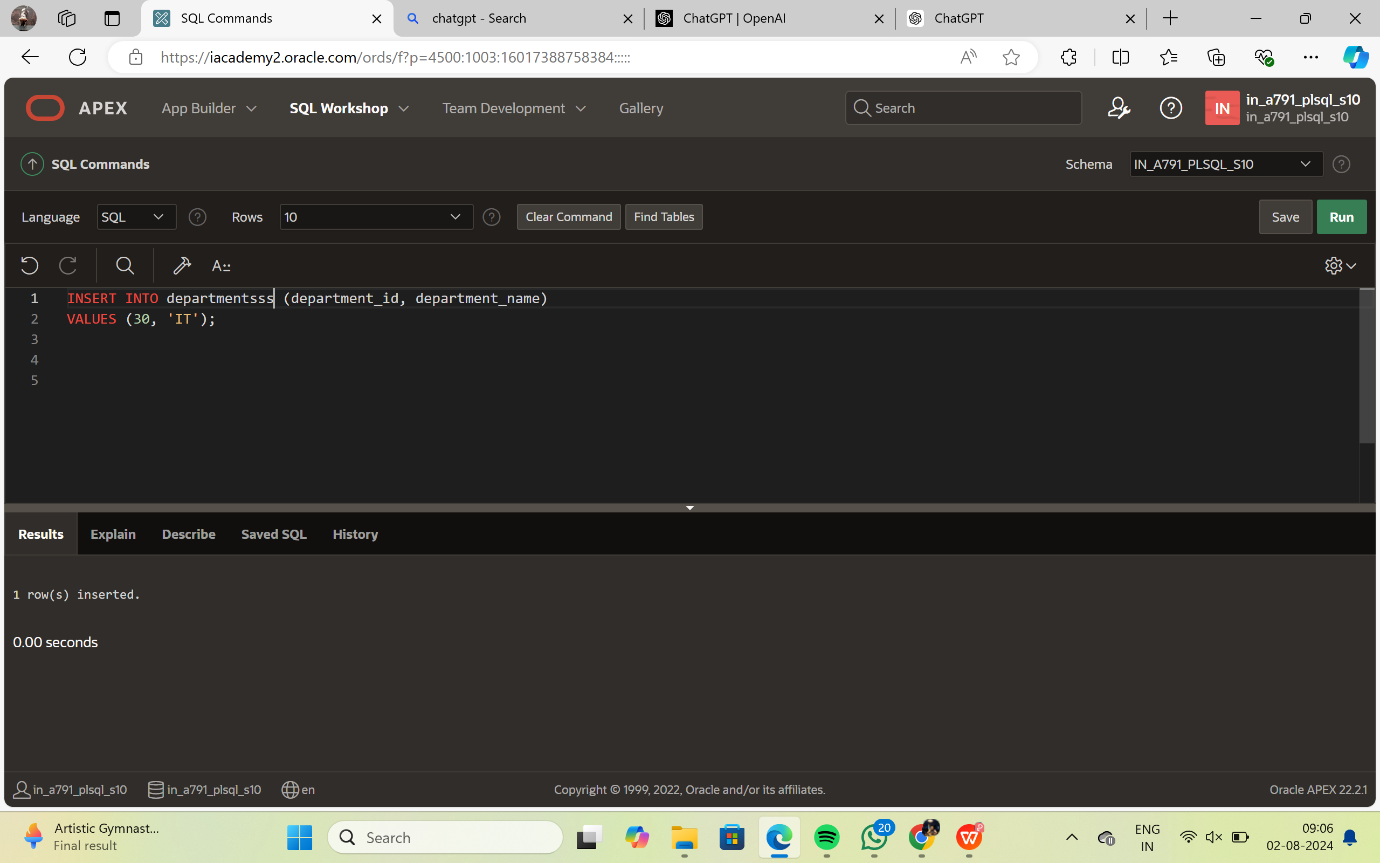 SQL Commands
chatgpt - Search
ChatGPT | OpenAI
ChatGPT
https://iacademy2.oracle.com/ords/f?p=4500:1003:16017388758384:::::
APEX
App Builder
SQL Workshop
Team Development
Gallery
Search
IN
in_a791_plsql_s10
in_a791_plsql_s10
SQL Commands
Schema
IN_A791_PLSQL_S10
Language
SQL
Rows
10
Clear Command
Find Tables
Save
Run
1 INSERT INTO departmentsss (department_id, department_name)
2 VALUES (30, 'IT');
3
4
5
Results
Explain
Describe
Saved SQL
History
1 row(s) inserted.
0.00 seconds
in_a791_plsql_s10
in_a791_plsql_s10
en
Copyright © 1999, 2022, Oracle and/or its affiliates.
Oracle APEX 22.2.1
Artistic Gymnast...
Final result
Search
20
ENG
IN
09:06
02-08-2024